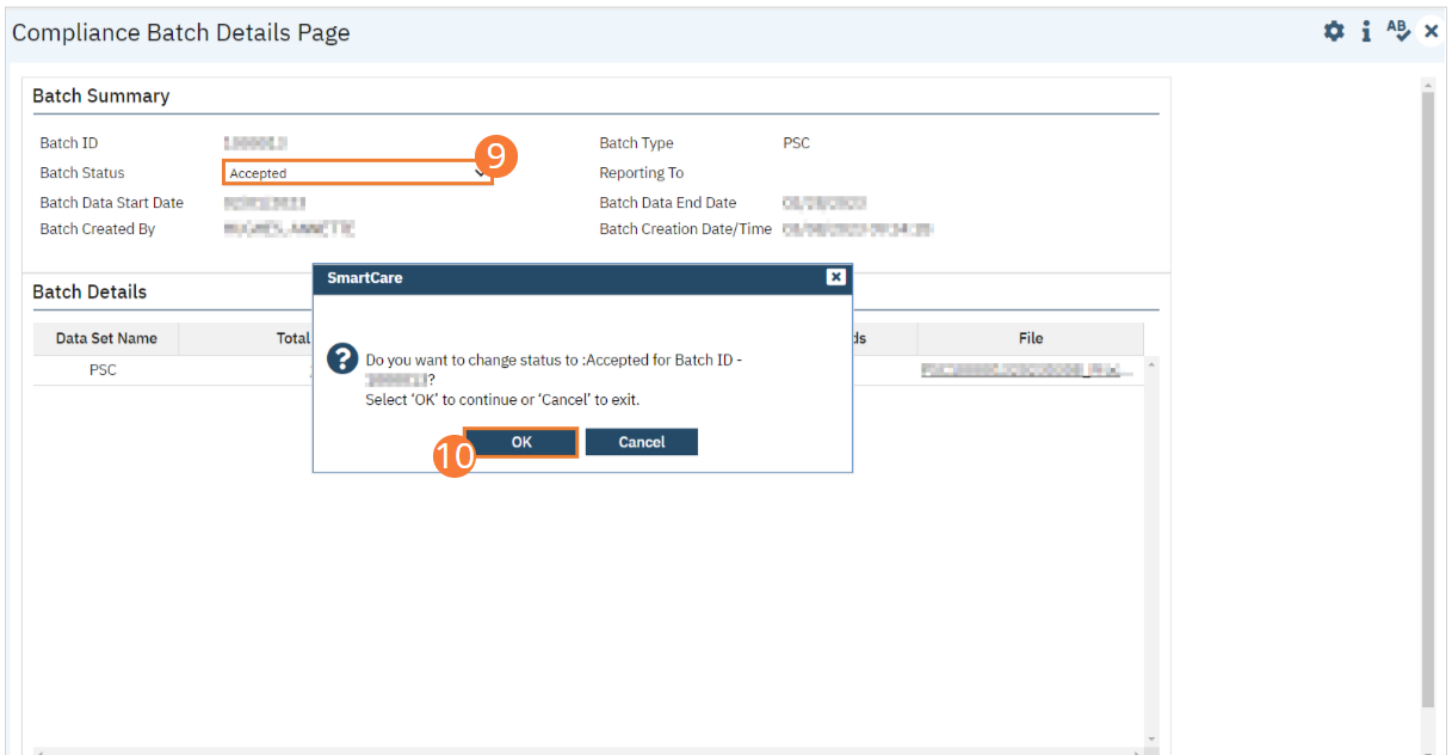 Compliance Batch Details Page
AB
Batch Summary
Batch ID
Batch Type PSC
Batch Status Accepted 9
Reporting To
Batch Data Start Date
Batch Data End Date
Batch Created By
Batch Creation Date/Time
SmartCare
Batch Details
Data Set Name Total ds File
PSC
Do you want to change status to :Accepted for Batch ID -
?
Select ‘OK’ to continue or ‘Cancel’ to exit.
10 OK Cancel